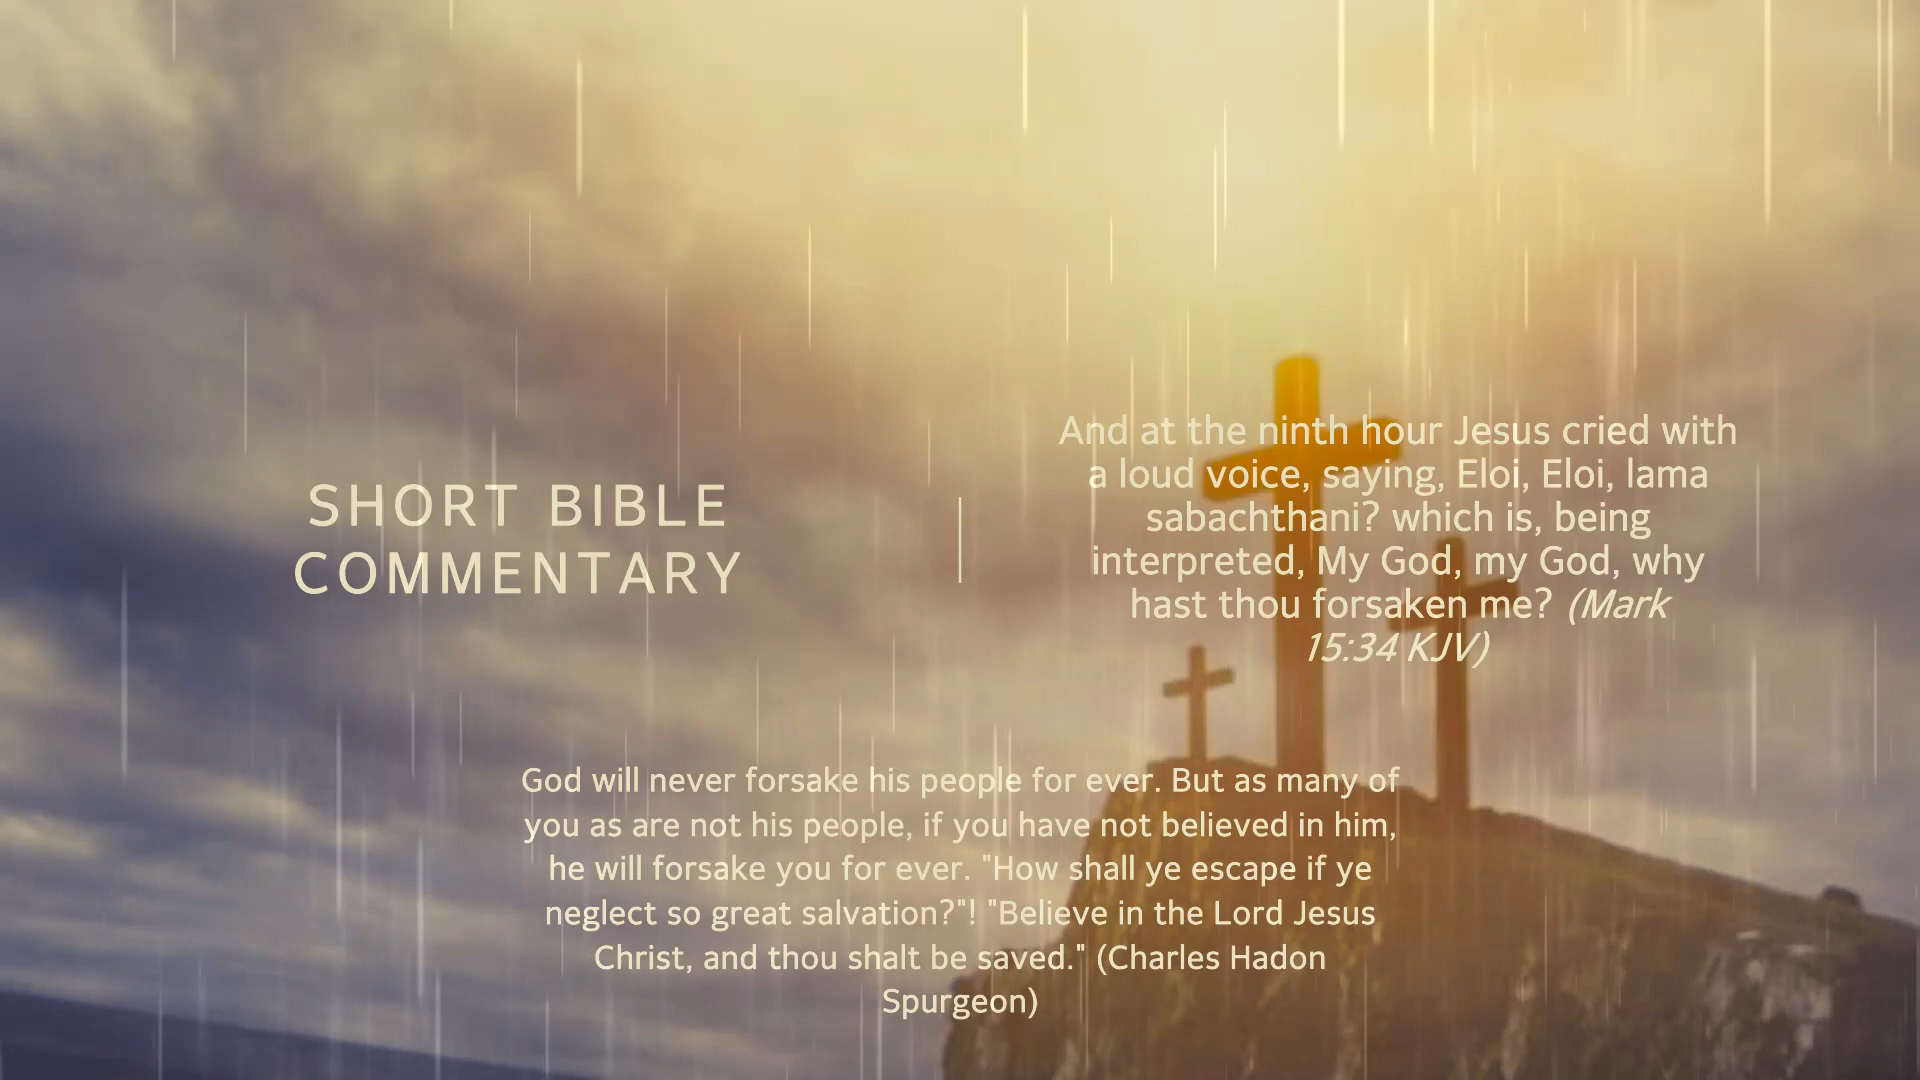 SHORT BIBLE
COMMENTARY
And at the ninth hour Jesus cried with
a loud voice, saying, Eloi, Eloi, lama
sabachthani? which is, being
interpreted, My God, my God, why
hast thou forsaken me? (Mark
15:34 KJV)
God will never forsake his people for ever. But as many of
you as are not his people, if you have not believed in him,
he will forsake you for ever. "How shall ye escape if ye
neglect so great salvation?"! "Believe in the Lord Jesus
Christ, and thou shalt be saved." (Charles Hadon
Spurgeon)